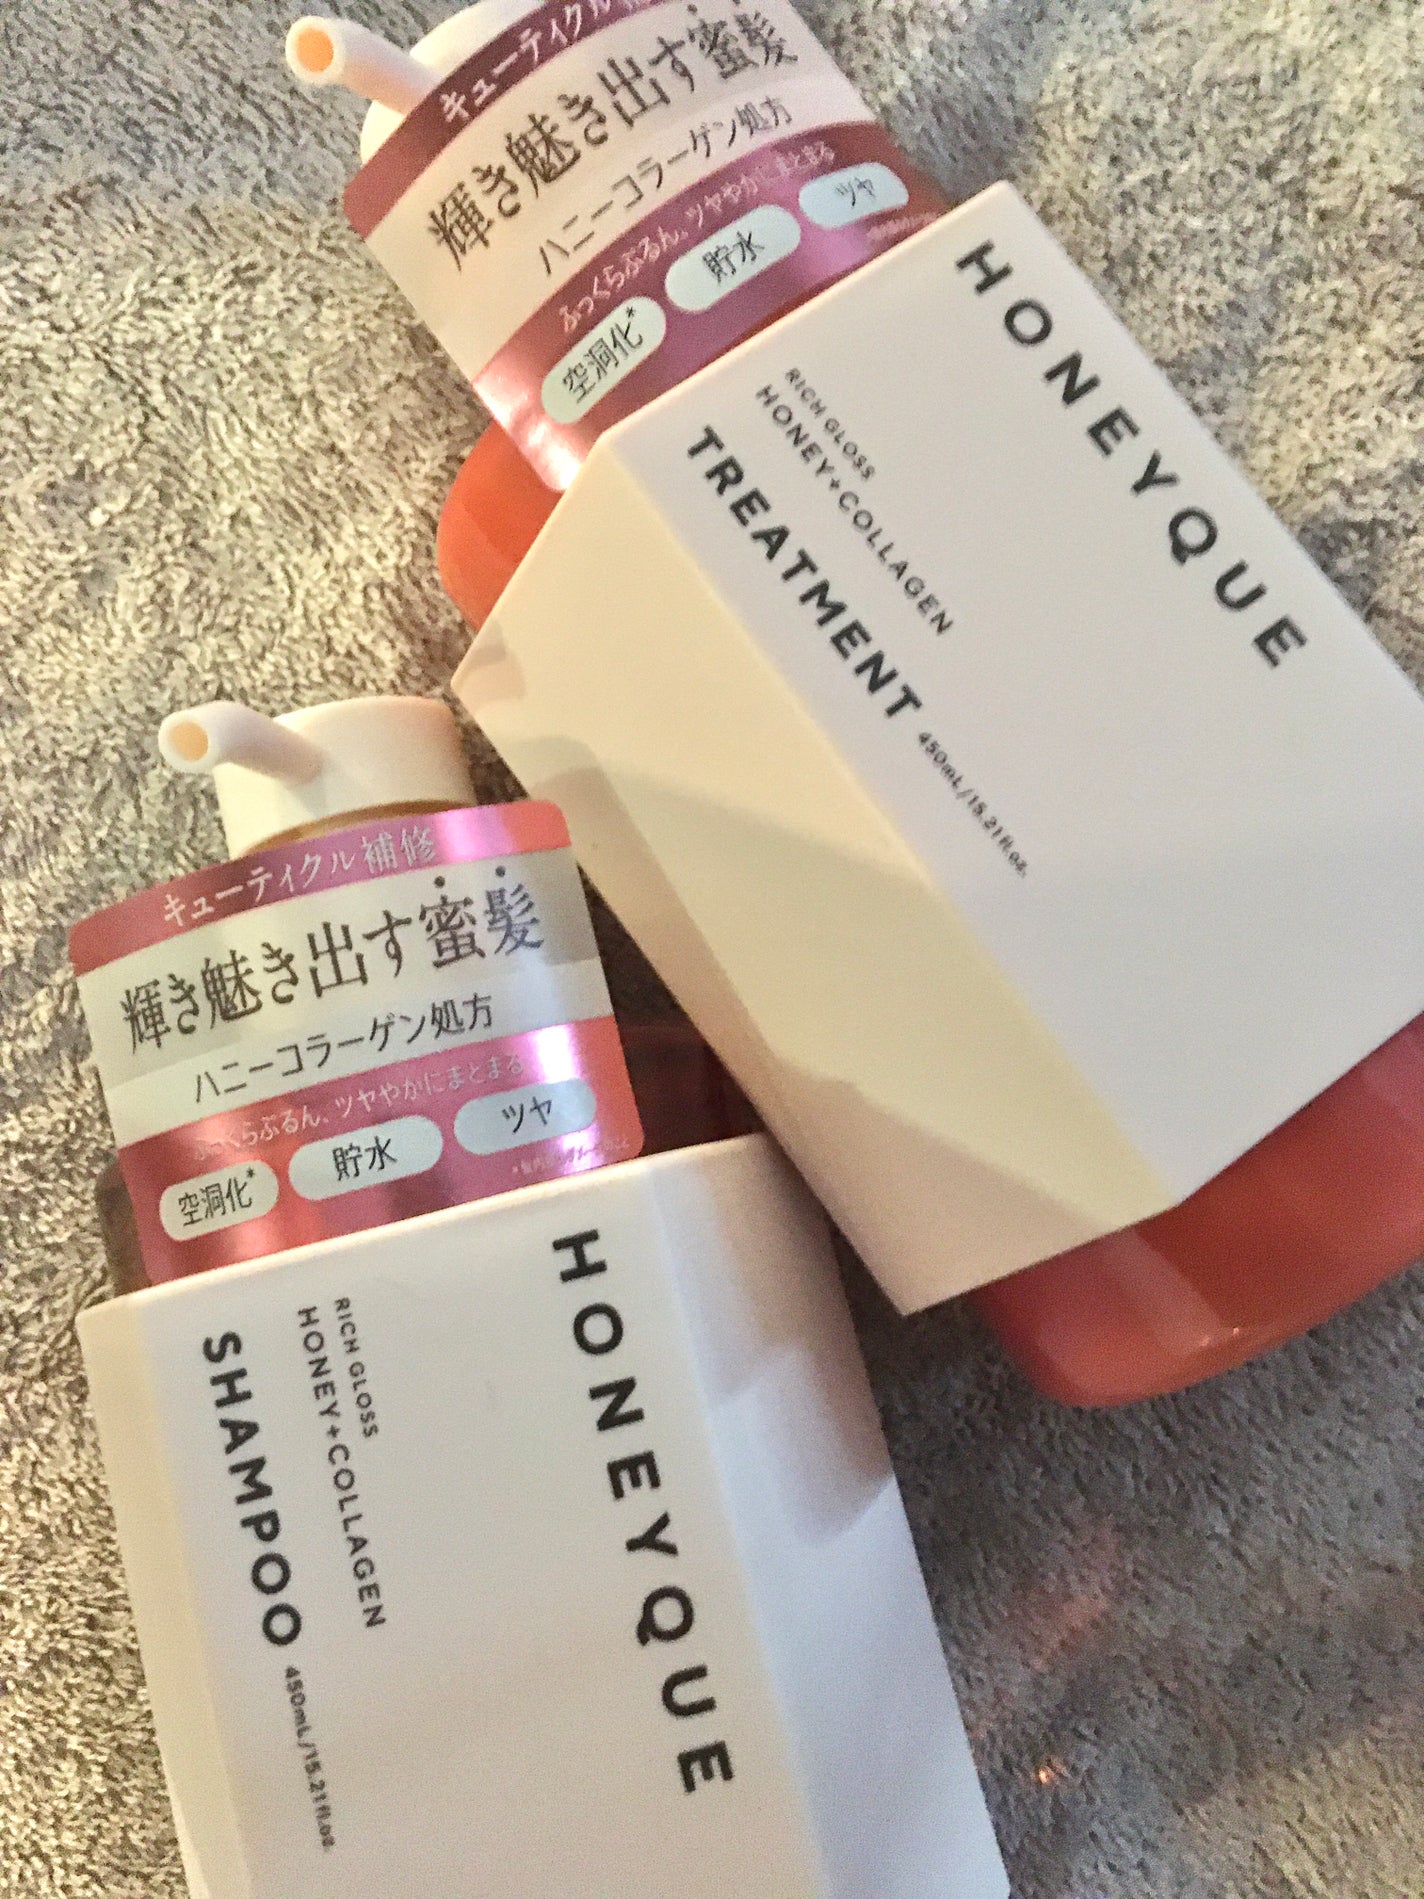 キューティクル補
輝き魅き出す蜜髪
ハニーコラーゲン処方
ふっくらぷるん、ツヤやかにまとまる
空洞化* 貯水 ツヤ
HONEYQUE
RICH GLOSS
HONEY+COLLAGEN
TREATMENT 450mL/15.21fl.oz.
キューティクル補修
輝き魅き出す蜜髪
ハニーコラーゲン処方
ふっくらぷるん、ツヤやかにまとまる
空洞化* 貯水 ツヤ
HONEYQUE
RICH GLOSS
HONEY+COLLAGEN
SHAMPOO 450mL/15.21fl.oz.